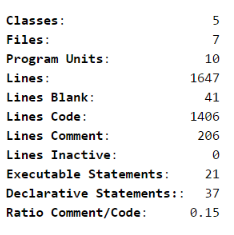 Classes: 5
Files: 7
Program Units: 10
Lines: 1647
Lines Blank: 41
Lines Code: 1406
Lines Comment: 206
Lines Inactive: 0
Executable Statements: 21
Declarative Statements:: 37
Ratio Comment/Code: 0.15